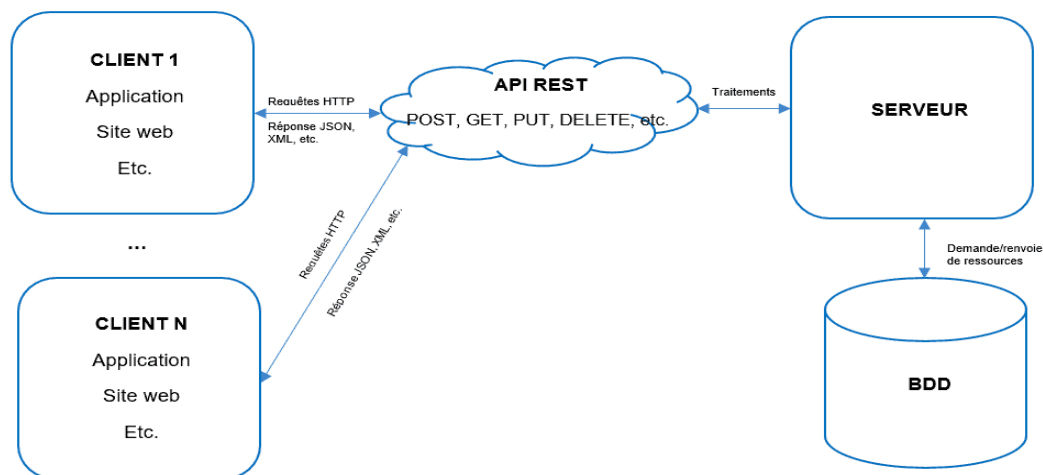 CLIENT 1
Application
Site web
Etc.
Requêtes HTTP
Réponse JSON,
XML, etc.
API REST
POST, GET, PUT, DELETE, etc.
Traitements
SERVEUR
...
Requêtes HTTP
Réponse JSON, XML, etc.
Demande/renvoie
de ressources
CLIENT N
Application
Site web
Etc.
BDD